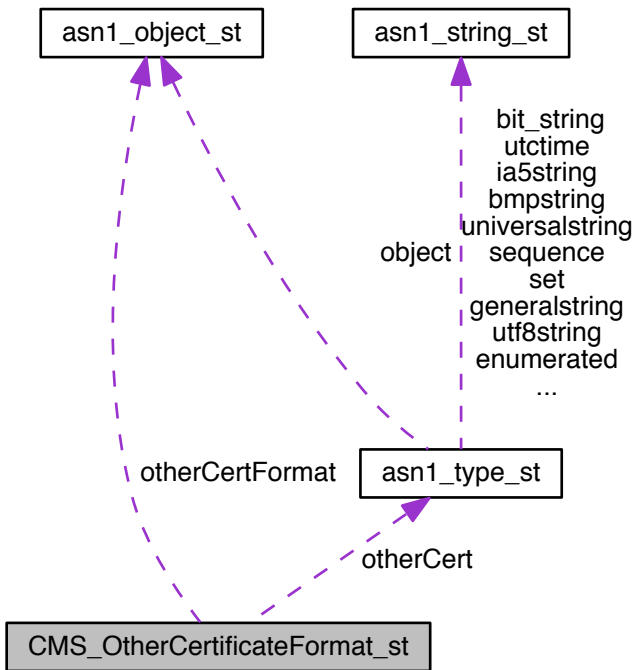 asn1_object_st
asn1_string_st
bit_string
utctime
ia5string
bmpstring
universalstring
object
sequence
set
generalstring
utf8string
enumerated
...
otherCertFormat
asn1_type_st
otherCert
CMS_OtherCertificateFormat_st